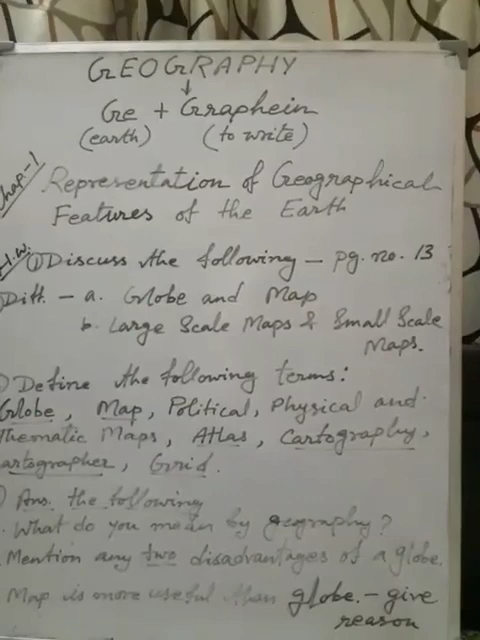 GEOGRAPHY
↓
Ge + Graphein
(earth) (to write)
Chap-1
Representation of Geographical
Features of the Earth
H.W.
① Discuss the following – pg. no. 13
Diff. – a. Globe and Map
b. Large Scale Maps & Small Scale
Maps.
) Define the following terms:
Globe, Map, Political, Physical and
Thematic Maps, Atlas, Cartography,
artographer, Grid.
) Ans. the following
. What do you mean by geography?
Mention any two disadvantages of a globe.
Map is more useful than globe. – give
reason